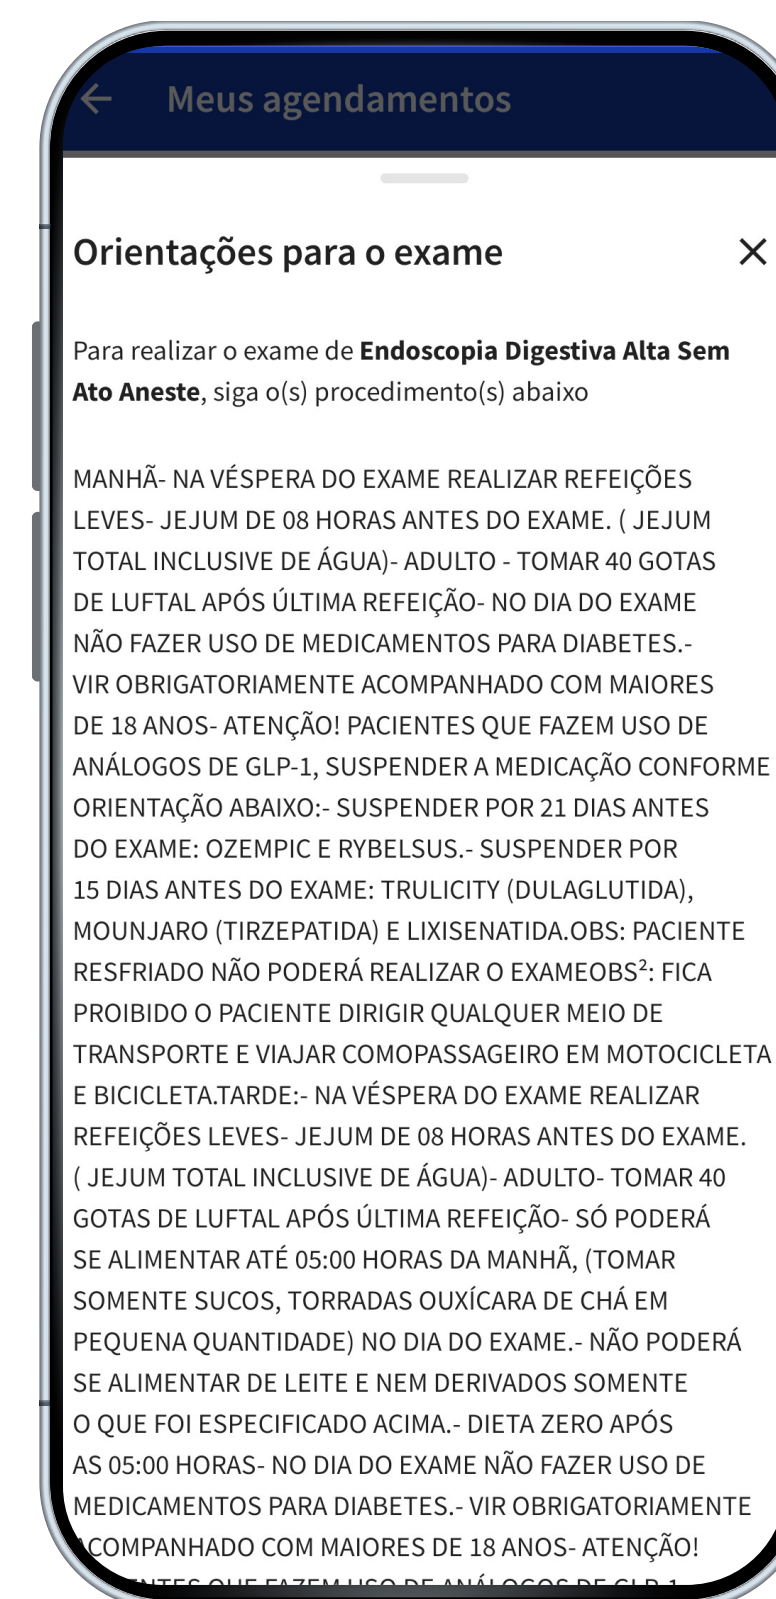 Meus agendamentos
Orientações para o exame
Para realizar o exame de Endoscopia Digestiva Alta Sem
Ato Aneste, siga o(s) procedimento(s) abaixo
MANHÃ- NA VÉSPERA DO EXAME REALIZAR REFEIÇÕES
LEVES- JEJUM DE 08 HORAS ANTES DO EXAME. ( JEJUM
TOTAL INCLUSIVE DE ÁGUA)- ADULTO - TOMAR 40 GOTAS
DE LUFTAL APÓS ÚLTIMA REFEIÇÃO- NO DIA DO EXAME
NÃO FAZER USO DE MEDICAMENTOS PARA DIABETES.-
VIR OBRIGATORIAMENTE ACOMPANHADO COM MAIORES
DE 18 ANOS- ATENÇÃO! PACIENTES QUE FAZEM USO DE
ANÁLOGOS DE GLP-1, SUSPENDER A MEDICAÇÃO CONFORME
ORIENTAÇÃO ABAIXO:- SUSPENDER POR 21 DIAS ANTES
DO EXAME: OZEMPIC E RYBELSUS.- SUSPENDER POR
15 DIAS ANTES DO EXAME: TRULICITY (DULAGLUTIDA),
MOUNJARO (TIRZEPATIDA) E LIXISENATIDA.OBS: PACIENTE
RESFRIADO NÃO PODERÁ REALIZAR O EXAMEOBS²: FICA
PROIBIDO O PACIENTE DIRIGIR QUALQUER MEIO DE
TRANSPORTE E VIAJAR COMOPASSAGEIRO EM MOTOCICLETA
E BICICLETA.TARDE:- NA VÉSPERA DO EXAME REALIZAR
REFEIÇÕES LEVES- JEJUM DE 08 HORAS ANTES DO EXAME.
( JEJUM TOTAL INCLUSIVE DE ÁGUA)- ADULTO- TOMAR 40
GOTAS DE LUFTAL APÓS ÚLTIMA REFEIÇÃO- SÓ PODERÁ
SE ALIMENTAR ATÉ 05:00 HORAS DA MANHÃ, (TOMAR
SOMENTE SUCOS, TORRADAS OUXÍCARA DE CHÁ EM
PEQUENA QUANTIDADE) NO DIA DO EXAME.- NÃO PODERÁ
SE ALIMENTAR DE LEITE E NEM DERIVADOS SOMENTE
O QUE FOI ESPECIFICADO ACIMA.- DIETA ZERO APÓS
AS 05:00 HORAS- NO DIA DO EXAME NÃO FAZER USO DE
MEDICAMENTOS PARA DIABETES.- VIR OBRIGATORIAMENTE
ACOMPANHADO COM MAIORES DE 18 ANOS- ATENÇÃO!
QUE FAZEM USO DE ANÁLOGOS DE GLP-1